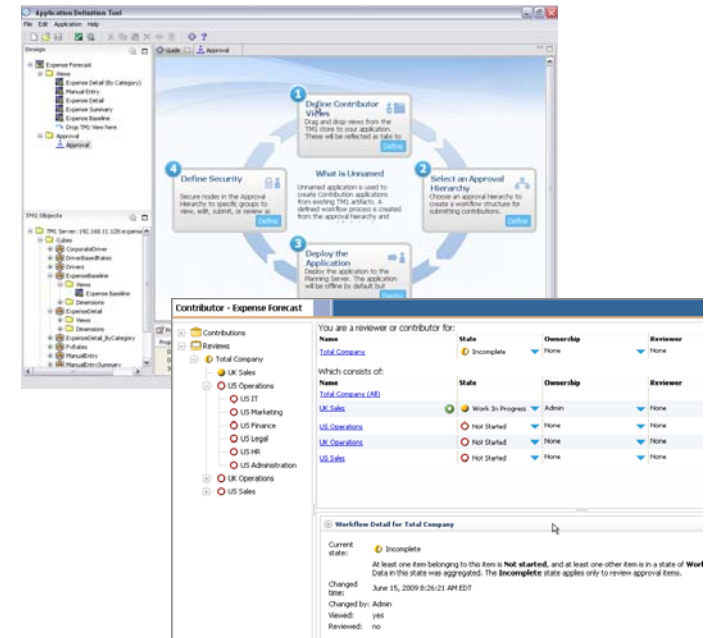 Application Definition Tool
File Edit Application Help
Design
Guide
Approval
Expense Forecast
Views
Expense Detail (By Category)
Manual Entry
Expense Detail
Expense Summary
Expense Baseline
Drop TM1 View here
Approval
Approval
1
Define Contributor
Views
Drag and drop views from the
TM1 store to your application.
These will be reflected as tabs to
Define
4
Define Security
Secure nodes in the Approval
Hierarchy to specific groups to
view, edit, submit, or review as
Define
What is Unnamed
Unnamed application is used to
create Contribution applications
from existing TM1 artifacts. A
defined workflow process is created
from the approval hierarchy and
2
Select an Approval
Hierarchy
Choose an approval hierarchy to
create a workflow structure for
submitting contributions.
Define
3
Deploy the
Application
Deploy the application to the
Planning Server. The application
will be offline by default but
TM1 Objects
TM1 Server: 192.168.11.128:expense
Cubes
CorporateDriver
DriverBasedRates
Drivers
ExpenseBaseline
Views
Expense Baseline
Dimensions
ExpenseDetail
Views
Dimensions
ExpenseDetail_ByCategory
FxRates
ManualEntry
ManualEntrySummary
Contributor - Expense Forecast
Contributions
Reviews
Total Company
UK Sales
US Operations
US IT
US Marketing
US Finance
US Legal
US HR
US Administration
UK Operations
US Sales
You are a reviewer or contributor for:
Name State Ownership Reviewer
Total Company Incomplete None None
Which consists of:
Name State Ownership Reviewer
Total Company (All)
UK Sales Work In Progress Admin None
US Operations Not Started None None
UK Operations Not Started None None
US Sales Not Started None None
Workflow Detail for Total Company
Current
state: Incomplete
At least one item belonging to this item is Not started, and at least one other item is in a state of Work
Data in this state was aggregated. The Incomplete state applies only to review approval items.
Changed
time: June 15, 2009 8:26:21 AM EDT
Changed by: Admin
Viewed: yes
Reviewed: no